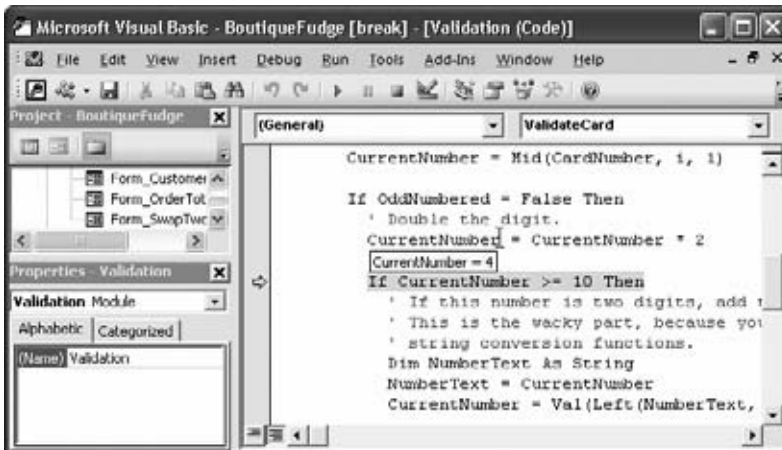 Microsoft Visual Basic - BoutiqueFudge [break] - [Validation (Code)]
File Edit View Insert Debug Run Tools Add-Ins Window Help
Project - BoutiqueFudge
Form_Customer
Form_OrderTot
Form_SwapTwo
Properties - Validation
Validation Module
Alphabetic Categorized
(Name) Validation
(General) ValidateCard
CurrentNumber = Mid(CardNumber, i, 1)
If OddNumbered = False Then
' Double the digit.
CurrentNumber = CurrentNumber * 2
CurrentNumber = 4
If CurrentNumber >= 10 Then
' If this number is two digits, add
' This is the wacky part, because you
' string conversion functions.
Dim NumberText As String
NumberText = CurrentNumber
CurrentNumber = Val(Left(NumberText,